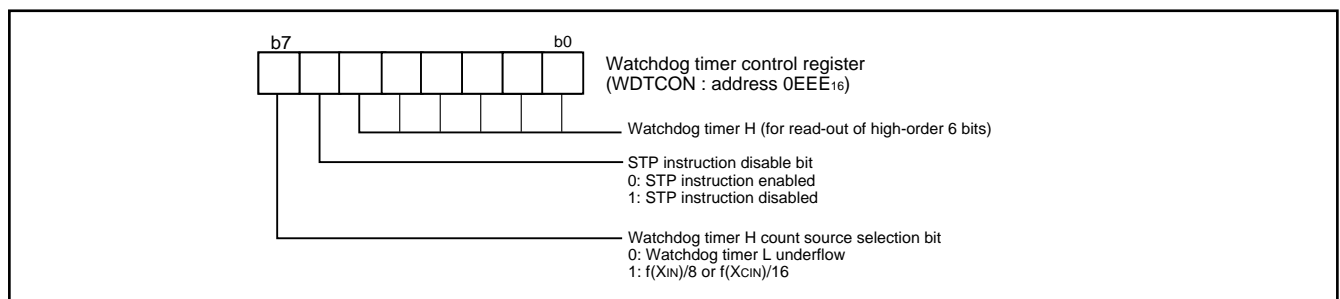 b7 b0
Watchdog timer control register
(WDTCON : address 0EEE16)
Watchdog timer H (for read-out of high-order 6 bits)
STP instruction disable bit
0: STP instruction enabled
1: STP instruction disabled
Watchdog timer H count source selection bit
0: Watchdog timer L underflow
1: f(XIN)/8 or f(XCIN)/16